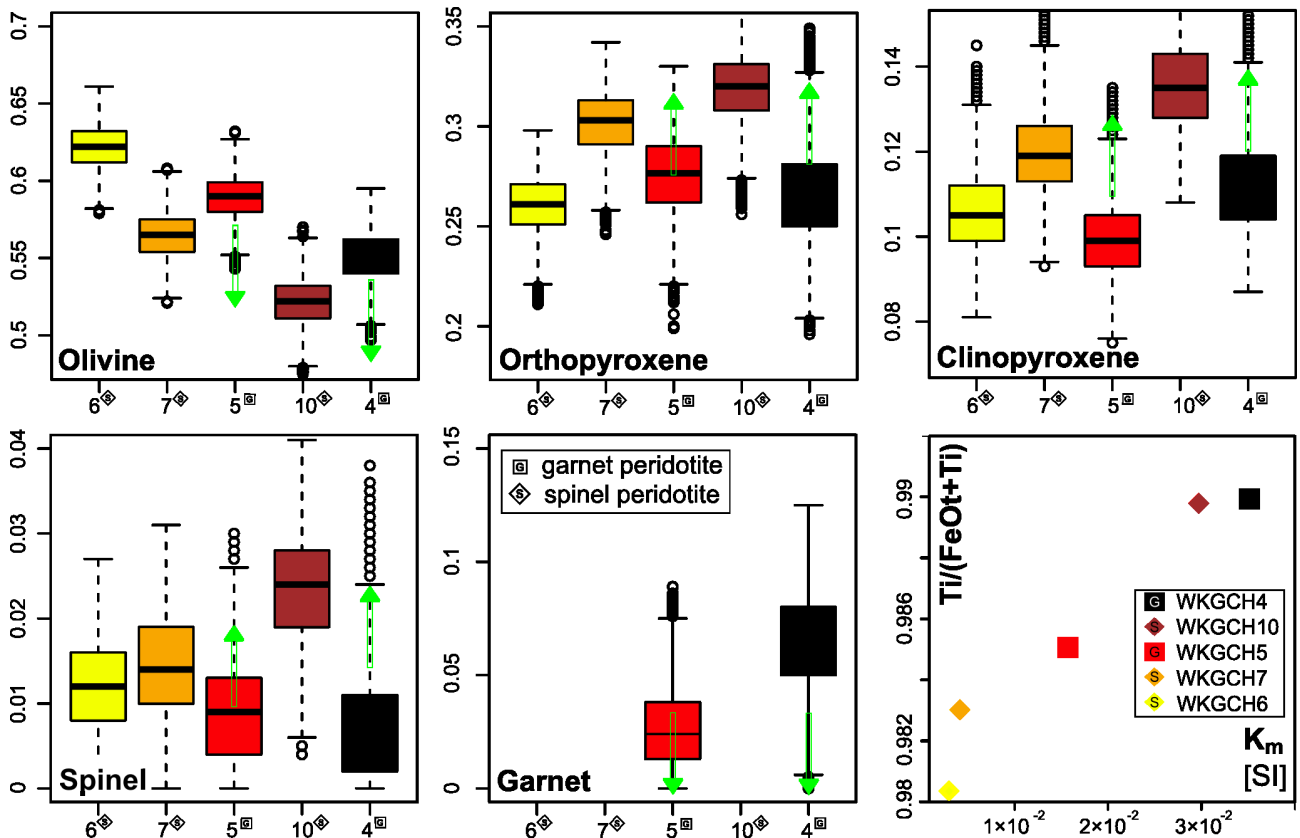 0.7
0.65
0.6
0.55
0.5
Olivine
6 S
7 S
5 G
10 S
4 G
0.35
0.3
0.25
0.2
Orthopyroxene
6 S
7 S
5 G
10 S
4 G
0.14
0.12
0.1
0.08
Clinopyroxene
6 S
7 S
5 G
10 S
4 G
0.04
0.03
0.02
0.01
0
Spinel
6 S
7 S
5 G
10 S
4 G
0.15
0.1
0.05
0
G garnet peridotite
S spinel peridotite
Garnet
6 S
7 S
5 G
10 S
4 G
Ti/(FeOt+Ti)
0.99
0.986
0.982
0.98
G WKGCH4
S WKGCH10
G WKGCH5
S WKGCH7
S WKGCH6
Km
[SI]
1×10⁻²
2×10⁻²
3×10⁻²